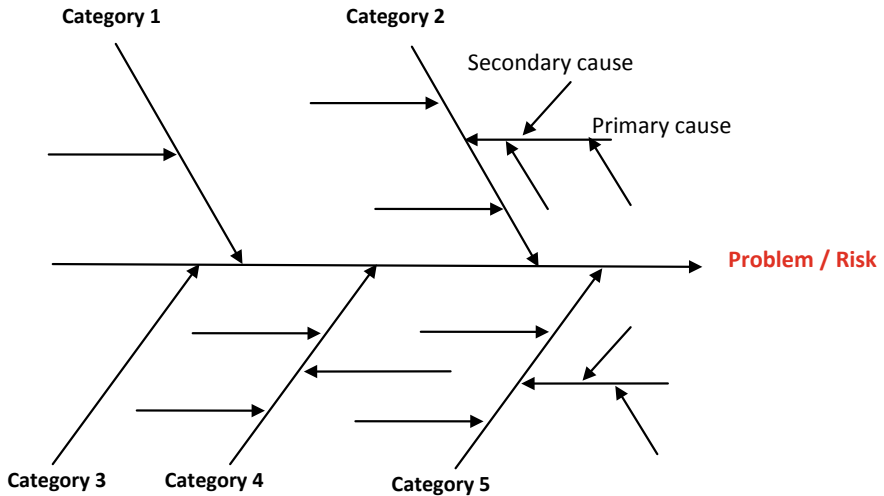 Category 1
Category 2
Secondary cause
Primary cause
Problem / Risk
Category 3
Category 4
Category 5